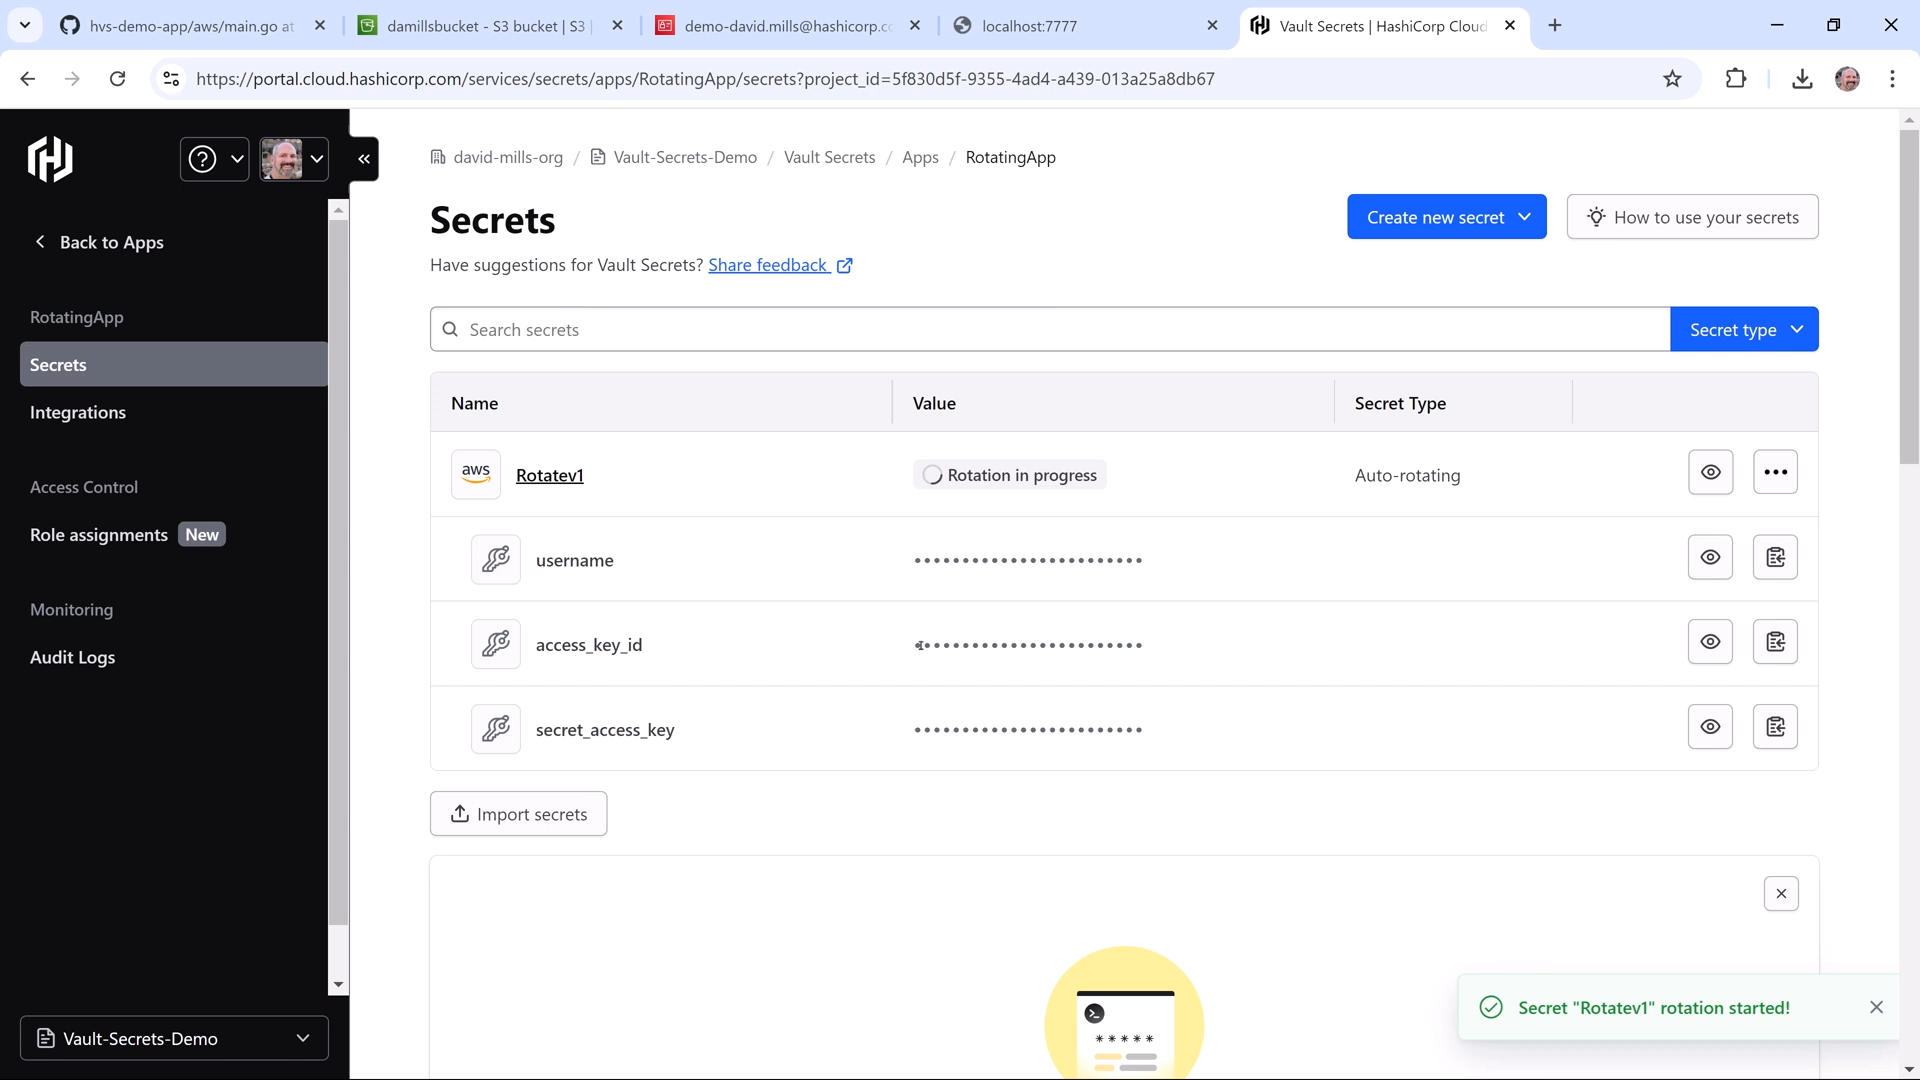 hvs-demo-app/aws/main.go at
damillsbucket - S3 bucket | S3 |
demo-david.mills@hashicorp.co
localhost:7777
Vault Secrets | HashiCorp Cloud
https://portal.cloud.hashicorp.com/services/secrets/apps/RotatingApp/secrets?project_id=5f830d5f-9355-4ad4-a439-013a25a8db67
david-mills-org / Vault-Secrets-Demo / Vault Secrets / Apps / RotatingApp
Back to Apps
RotatingApp
Secrets
Integrations
Access Control
Role assignments New
Monitoring
Audit Logs
Vault-Secrets-Demo
Secrets
Create new secret
How to use your secrets
Have suggestions for Vault Secrets? Share feedback
Search secrets
Secret type
Name Value Secret Type
aws Rotatev1 Rotation in progress Auto-rotating
username ••••••••••••••••••••••••
access_key_id ••••••••••••••••••••••••
secret_access_key ••••••••••••••••••••••••
Import secrets
*****
Secret "Rotatev1" rotation started!